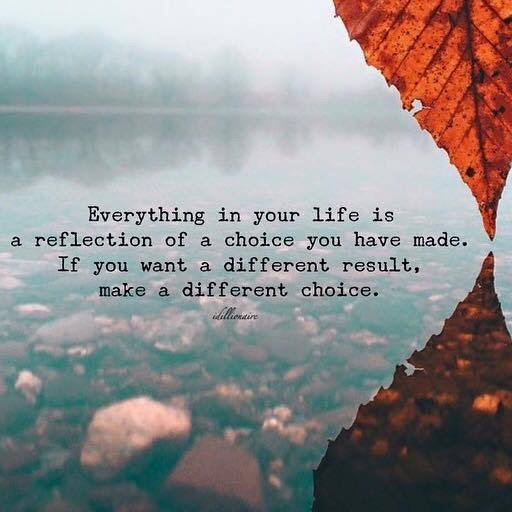 Everything in your life is
a reflection of a choice you have made.
If you want a different result,
make a different choice.
idillionaire